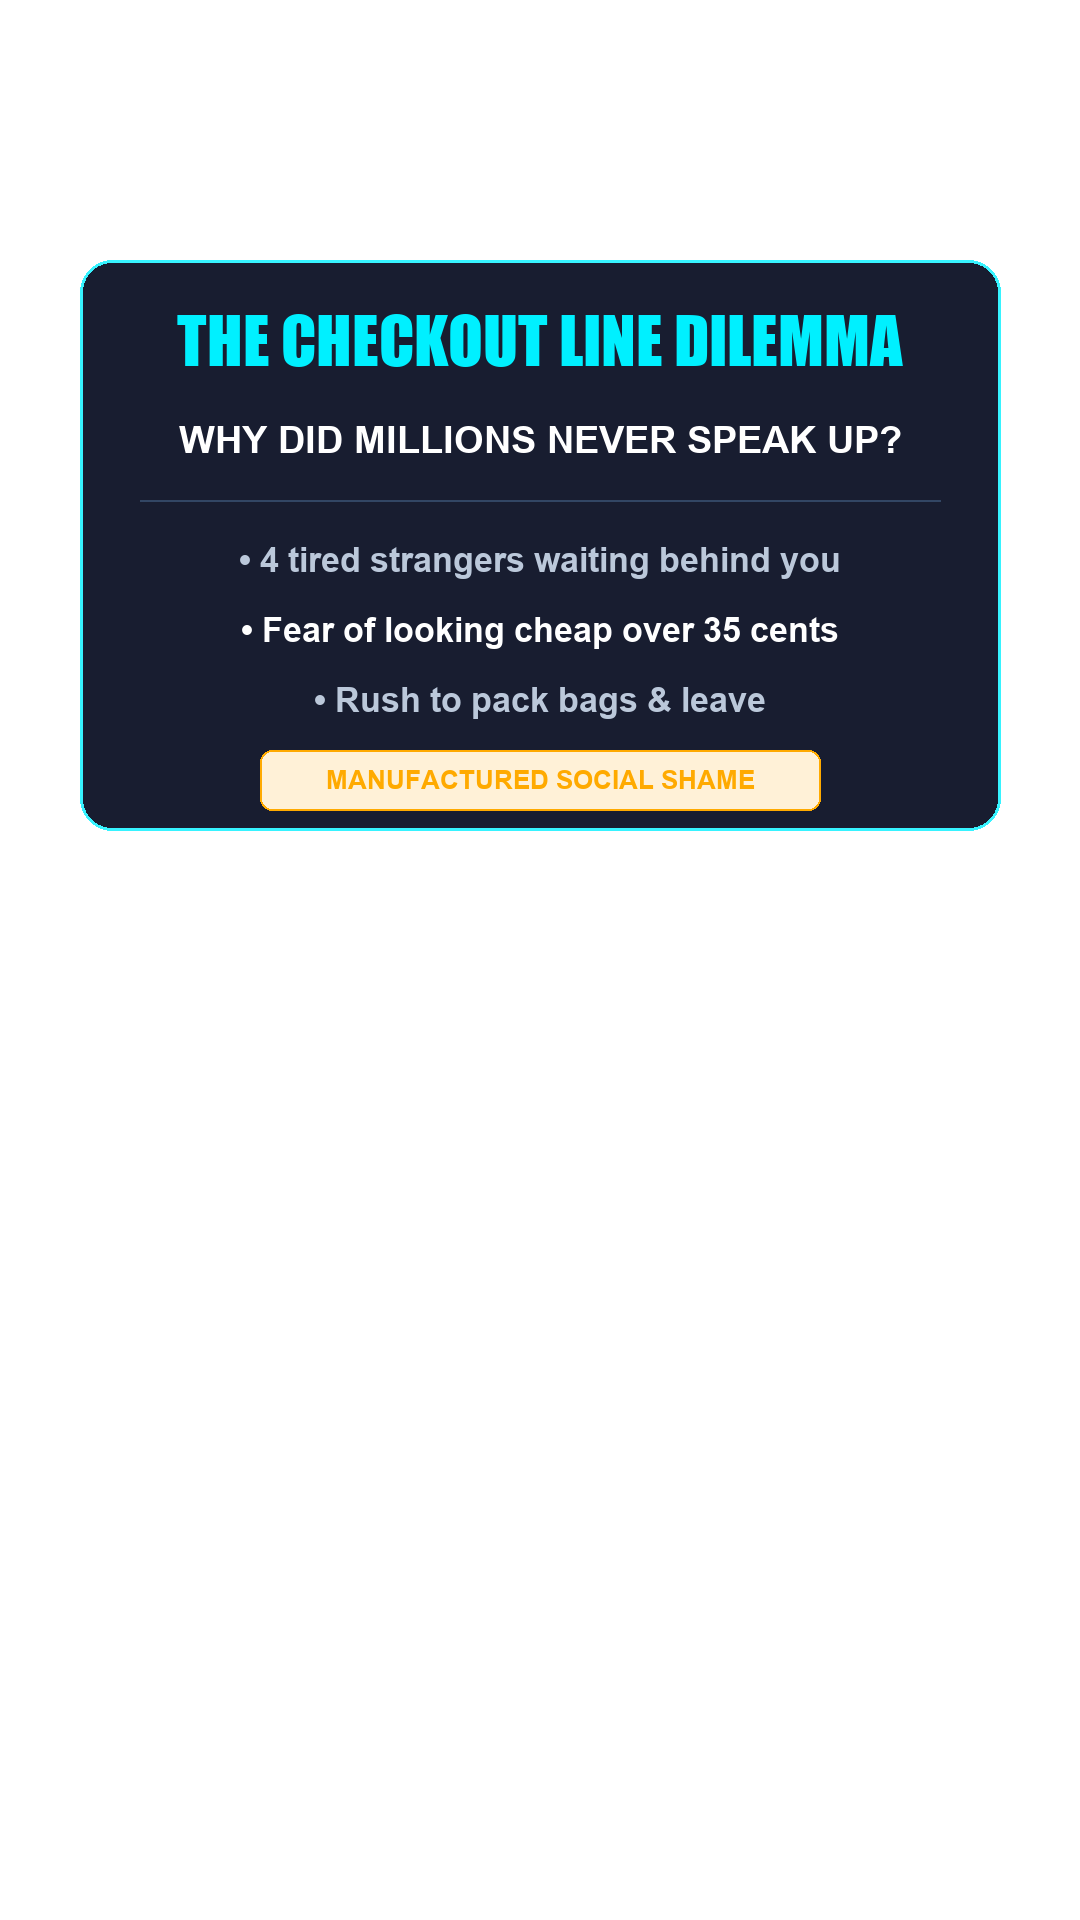 THE CHECKOUT LINE DILEMMA
WHY DID MILLIONS NEVER SPEAK UP?
• 4 tired strangers waiting behind you
• Fear of looking cheap over 35 cents
• Rush to pack bags & leave
MANUFACTURED SOCIAL SHAME